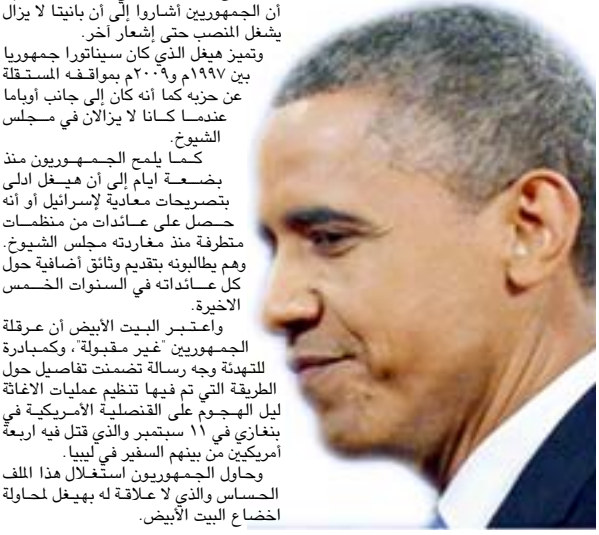 أن الجمهوريين أشاروا إلى أن بانيتا لا يزال
يشغل المنصب حتى إشعار آخر.
وتميز هيغل الذي كان سيناتورا جمهوريا
بين ١٩٩٧م و٢٠٠٩م بمواقفه المستقلة
عن حزبه كما أنه كان إلى جانب أوباما
عندما كانا لا يزالان في مجلس
الشيوخ.
كما يلمح الجمهوريون منذ
بضعة ايام إلى أن هيغل ادلى
بتصريحات معادية لإسرائيل أو أنه
حصل على عائدات من منظمات
متطرفة منذ مغادرته مجلس الشيوخ.
وهم يطالبونه بتقديم وثائق أضافية حول
كل عائداته في السنوات الخمس
الاخيرة.
واعتبر البيت الأبيض أن عرقلة
الجمهوريين "غير مقبولة"، وكمبادرة
للتهدئة وجه رسالة تضمنت تفاصيل حول
الطريقة التي تم فيها تنظيم عمليات الاغاثة
ليل الهجوم على القنصلية الأمريكية في
بنغازي في ١١ سبتمبر والذي قتل فيه اربعة
أمريكيين من بينهم السفير في ليبيا.
وحاول الجمهوريون استغلال هذا الملف
الحساس والذي لا علاقة له بهيغل لمحاولة
اخضاع البيت الأبيض.